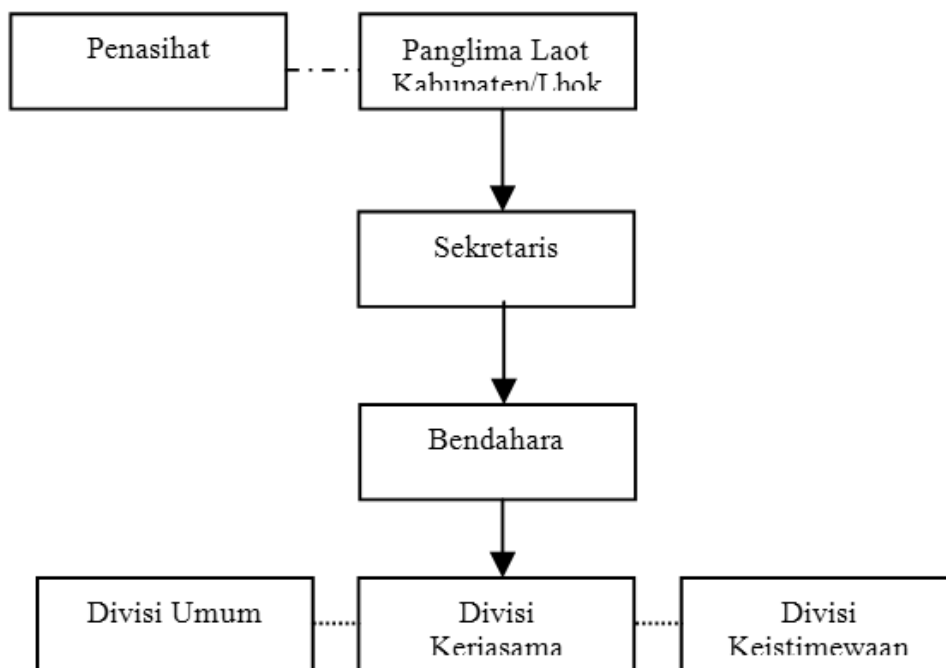 Penasihat
Panglima Laot
Kabupaten/Lhok
Sekretaris
Bendahara
Divisi Umum
Divisi
Kerjasama
Divisi
Keistimewaan